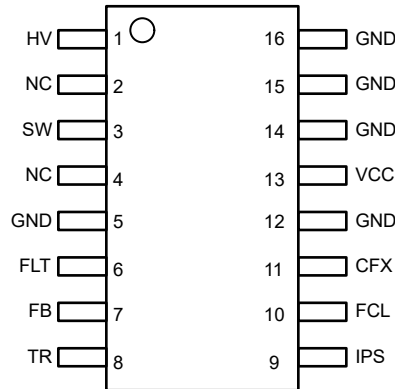 HV 1 16 GND
NC 2 15 GND
SW 3 14 GND
NC 4 13 VCC
GND 5 12 GND
FLT 6 11 CFX
FB 7 10 FCL
TR 8 9 IPS